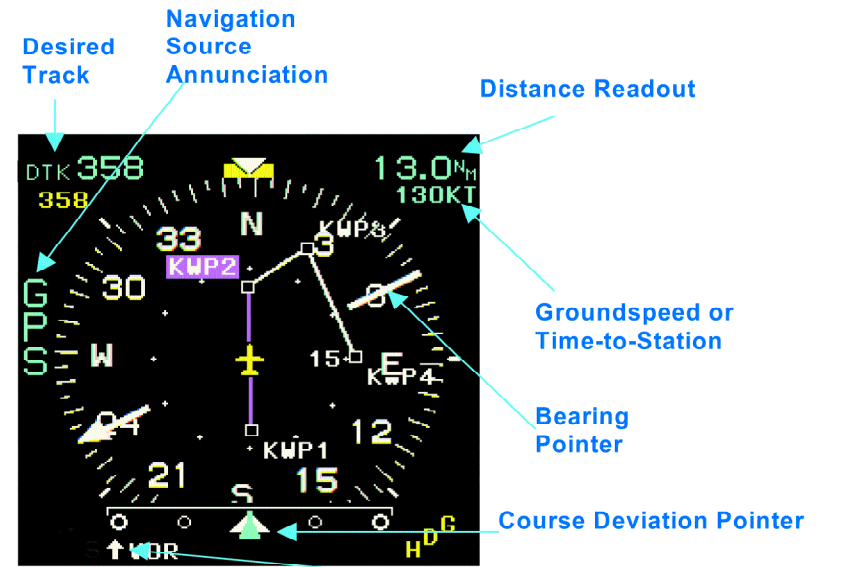 Navigation
Source
Annunciation
Desired
Track
Distance Readout
DTK 358
358
13.0NM
130KT
N
33
3
KWP2
30
GPS
W
E
15
KWP4
24
12
KWP1
21
15
S
VOR
HDG
Groundspeed or
Time-to-Station
Bearing
Pointer
Course Deviation Pointer